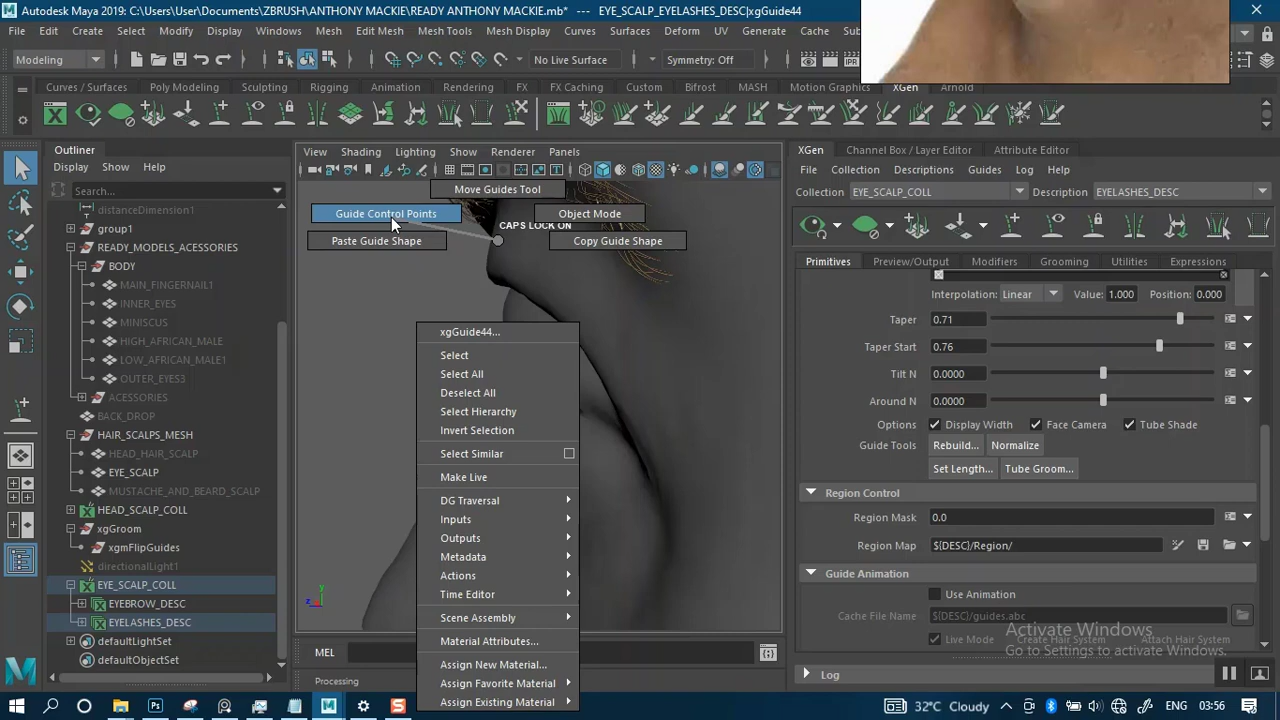 Autodesk Maya 2019: C:\Users\User\Documents\ZBRUSH\ANTHONY MACKIE\READY ANTHONY MACKIE.mb* --- EYE_SCALP_EYELASHES_DESC|xgGuide44
File Edit Create Select Modify Display Windows Mesh Edit Mesh Mesh Tools Mesh Display Curves Surfaces Deform UV Generate Cache
Modeling No Live Surface Symmetry: Off
Curves / Surfaces Poly Modeling Sculpting Rigging Animation Rendering FX FX Caching Custom Bifrost MASH Motion Graphics XGen Arnold
Outliner
Display Show Help
Search...
distanceDimension1
group1
READY_MODELS_ACESSORIES
BODY
MAIN_FINGERNAIL1
INNER_EYES
MINISCUS
HIGH_AFRICAN_MALE
LOW_AFRICAN_MALE1
OUTER_EYES3
ACESSORIES
BACK_DROP
HAIR_SCALPS_MESH
HEAD_HAIR_SCALP
EYE_SCALP
MUSTACHE_AND_BEARD_SCALP
HEAD_SCALP_COLL
xgGroom
xgmFlipGuides
directionalLight1
EYE_SCALP_COLL
EYEBROW_DESC
EYELASHES_DESC
defaultLightSet
defaultObjectSet
View Shading Lighting Show Renderer Panels
Move Guides Tool
Guide Control Points
Object Mode
CAPS LOCK ON
Paste Guide Shape
Copy Guide Shape
xgGuide44...
Select
Select All
Deselect All
Select Hierarchy
Invert Selection
Select Similar
Make Live
DG Traversal
Inputs
Outputs
Metadata
Actions
Time Editor
Scene Assembly
Material Attributes...
Assign New Material...
Assign Favorite Material
Assign Existing Material
MEL
Processing
XGen Channel Box / Layer Editor Attribute Editor
File Collection Descriptions Guides Log Help
Collection EYE_SCALP_COLL Description EYELASHES_DESC
Primitives Preview/Output Modifiers Grooming Utilities Expressions
Interpolation: Linear Value: 1.000 Position: 0.000
Taper 0.71
Taper Start 0.76
Tilt N 0.0000
Around N 0.0000
Options Display Width Face Camera Tube Shade
Guide Tools Rebuild... Normalize
Set Length... Tube Groom...
Region Control
Region Mask 0.0
Region Map ${DESC}/Region/
Guide Animation
Use Animation
Cache File Name ${DESC}/guides.abc
Live Mode Create Hair System Attach Hair System
Log
Activate Windows
Go to Settings to activate Windows.
32°C Cloudy ENG 03:56